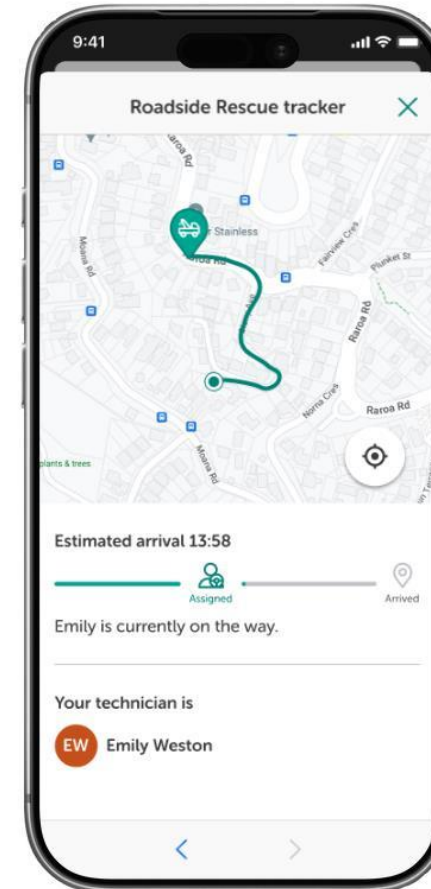 9:41
Roadside Rescue tracker
Raroa Rd
Stainless
Raroa Rd
Moana Rd
Fairview Cres
Plunket St
Raroa Rd
Norna Cres
Raroa Rd
Moana Rd
plants & trees
Estimated arrival 13:58
Assigned
Arrived
Emily is currently on the way.
Your technician is
EW
Emily Weston